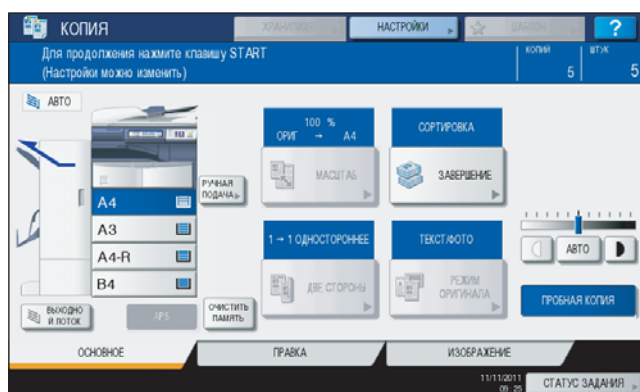 КОПИЯ
ХРАНИЛИЩЕ
НАСТРОЙКИ
ШАБЛОН
?
Для продолжения нажмите клавишу START
(Настройки можно изменить)
КОПИЙ
5
ШТУК
5
АВТО
A4
A3
A4-R
B4
РУЧНАЯ
ПОДАЧА
ВЫХОДНО
Й ЛОТОК
APS
ОЧИСТИТЬ
ПАМЯТЬ
100 %
ОРИГ → A4
МАСШТАБ
СОРТИРОВКА
ЗАВЕРШЕНИЕ
1 → 1 ОДНОСТОРОННЕЕ
ДВЕ СТОРОНЫ
ТЕКСТ/ФОТО
РЕЖИМ
ОРИГИНАЛА
АВТО
ПРОБНАЯ КОПИЯ
ОСНОВНОЕ
ПРАВКА
ИЗОБРАЖЕНИЕ
11/11/2011
09:25
СТАТУС ЗАДАНИЯ